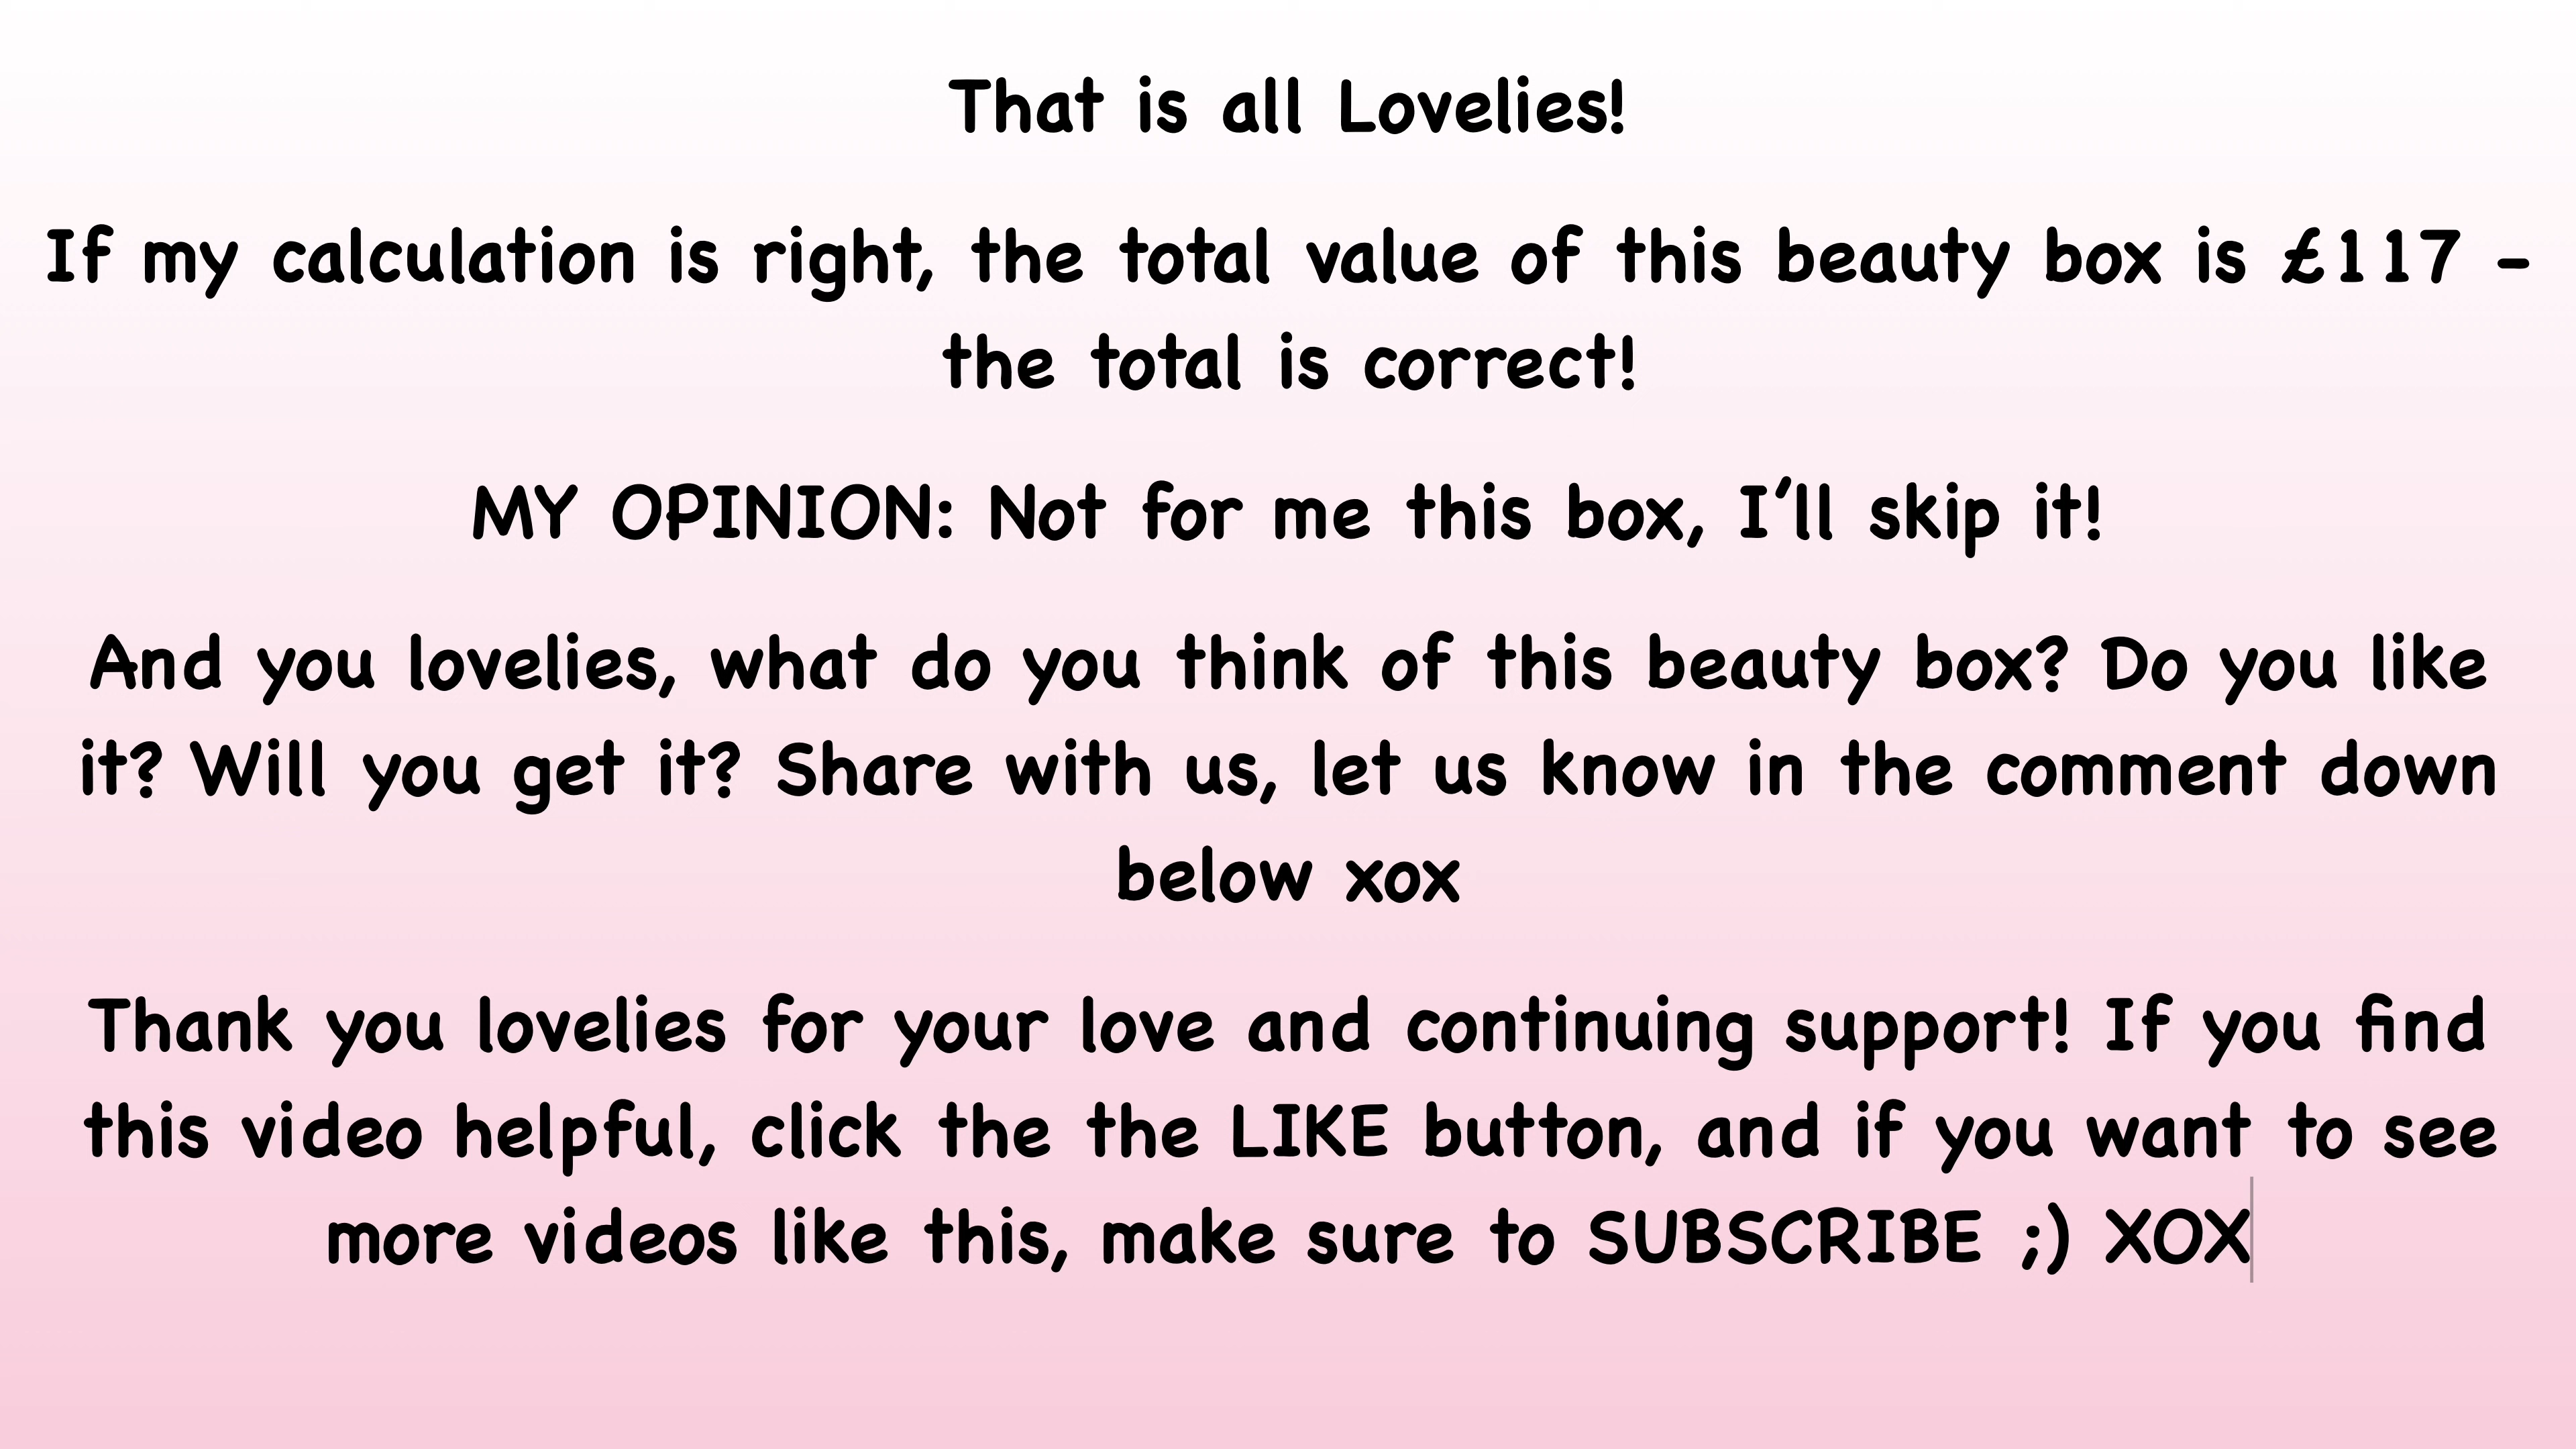 That is all Lovelies!
If my calculation is right, the total value of this beauty box is £117 -
the total is correct!
MY OPINION: Not for me this box, I’ll skip it!
And you lovelies, what do you think of this beauty box? Do you like
it? Will you get it? Share with us, let us know in the comment down
below xox
Thank you lovelies for your love and continuing support! If you find
this video helpful, click the the LIKE button, and if you want to see
more videos like this, make sure to SUBSCRIBE ;) XOX